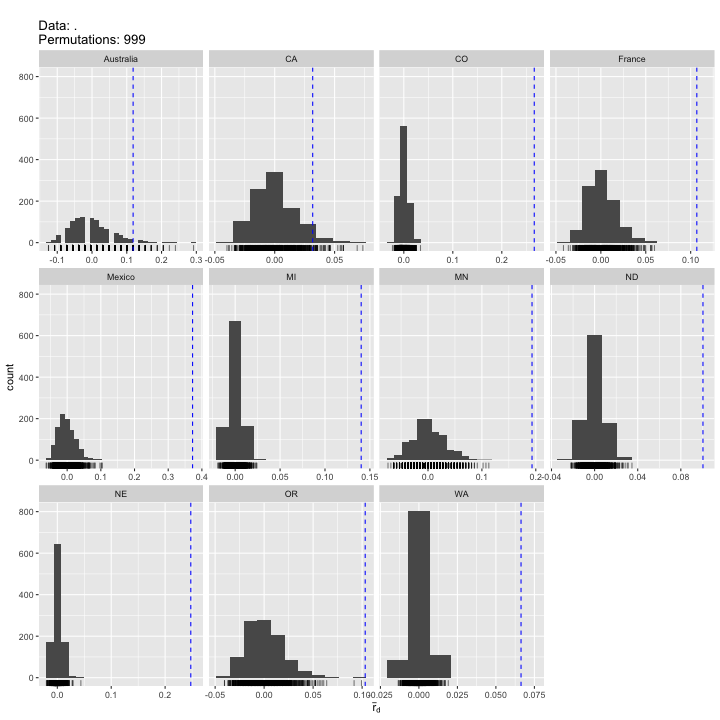 Data: .
Permutations: 999
Australia CA CO France
800
600
400
200
0
-0.1 0.0 0.1 0.2 0.3 -0.05 0.00 0.05 0.0 0.1 0.2 -0.05 0.00 0.05 0.10
Mexico MI MN ND
800
600
400
200
0
0.0 0.1 0.2 0.3 0.4 0.00 0.05 0.10 0.15 0.0 0.1 0.2 -0.04 0.00 0.04 0.08
NE OR WA
800
600
400
200
0
0.0 0.1 0.2 -0.05 0.00 0.05 0.10 -0.025 0.000 0.025 0.050 0.075
count
r̄d